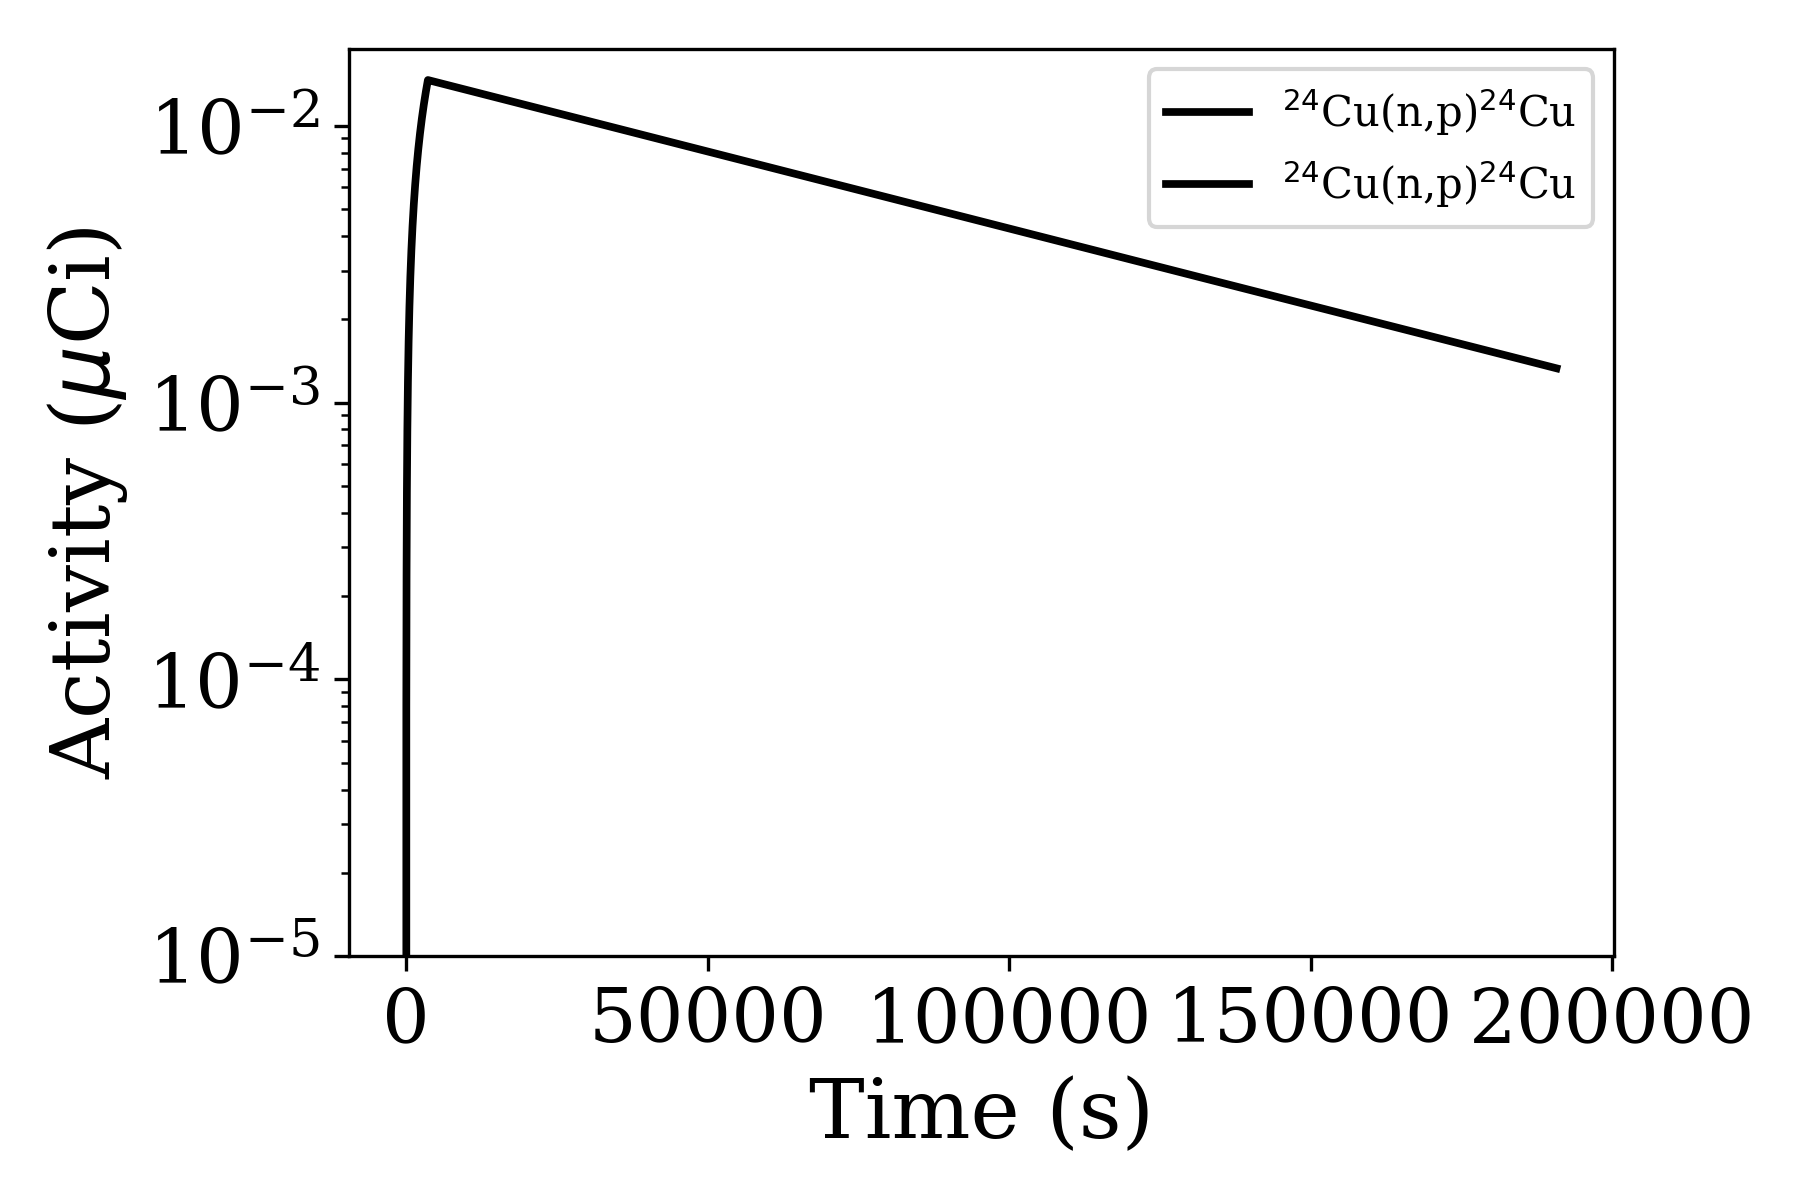 10⁻²
10⁻³
10⁻⁴
10⁻⁵
Activity (μCi)
²⁴Cu(n,p)²⁴Cu
²⁴Cu(n,p)²⁴Cu
0 50000 100000 150000 200000
Time (s)